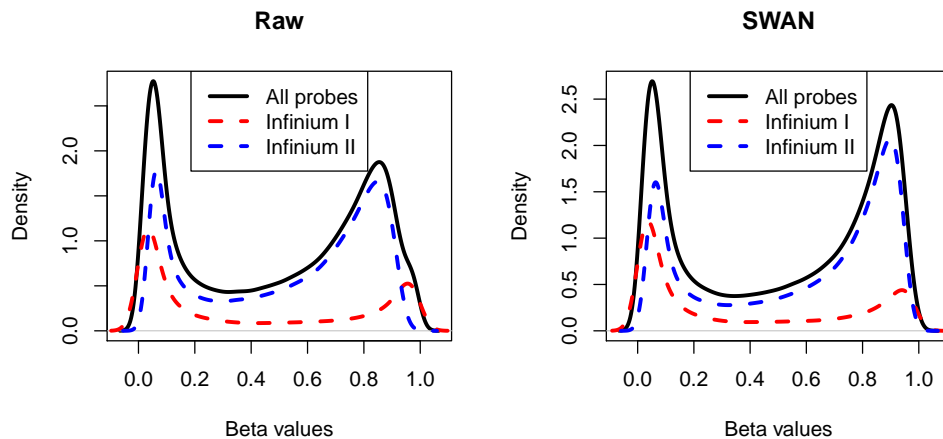 Raw
All probes
Infinium I
Infinium II
Density
0.0
1.0
2.0
0.0
0.2
0.4
0.6
0.8
1.0
Beta values
SWAN
All probes
Infinium I
Infinium II
Density
0.0
0.5
1.0
1.5
2.0
2.5
0.0
0.2
0.4
0.6
0.8
1.0
Beta values